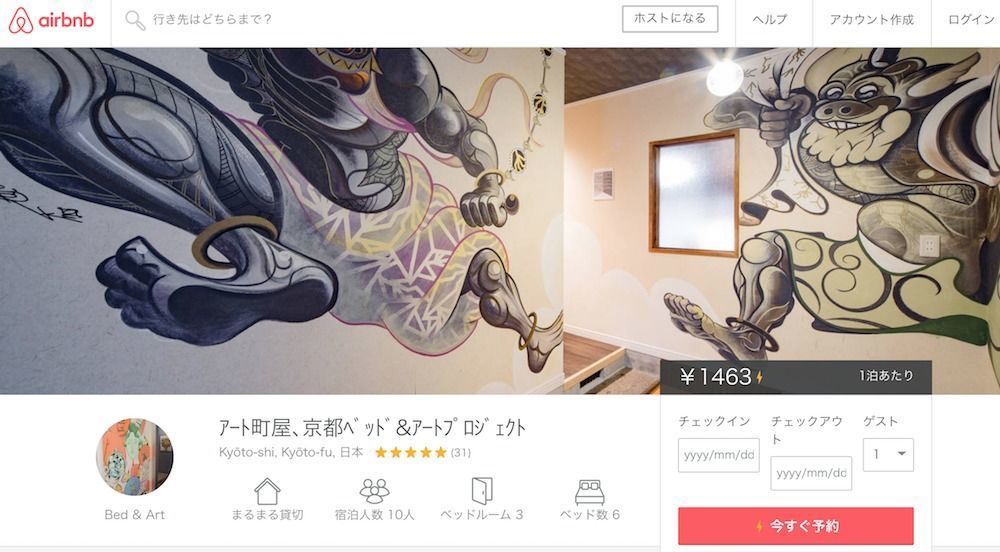 airbnb
行き先はどちらまで？
ホストになる
ヘルプ
アカウント作成
ログイン
￥1463
1泊あたり
チェックイン
チェックアウ
ト
ゲスト
yyyy/mm/dd
yyyy/mm/dd
1
今すぐ予約
ｱｰﾄ町屋､京都ﾍﾞｯﾄﾞ&ｱｰﾄﾌﾟﾛｼﾞｪｸﾄ
Kyōto-shi, Kyōto-fu, 日本
(31)
Bed & Art
まるまる貸切
宿泊人数 10人
ベッドルーム 3
ベッド数 6